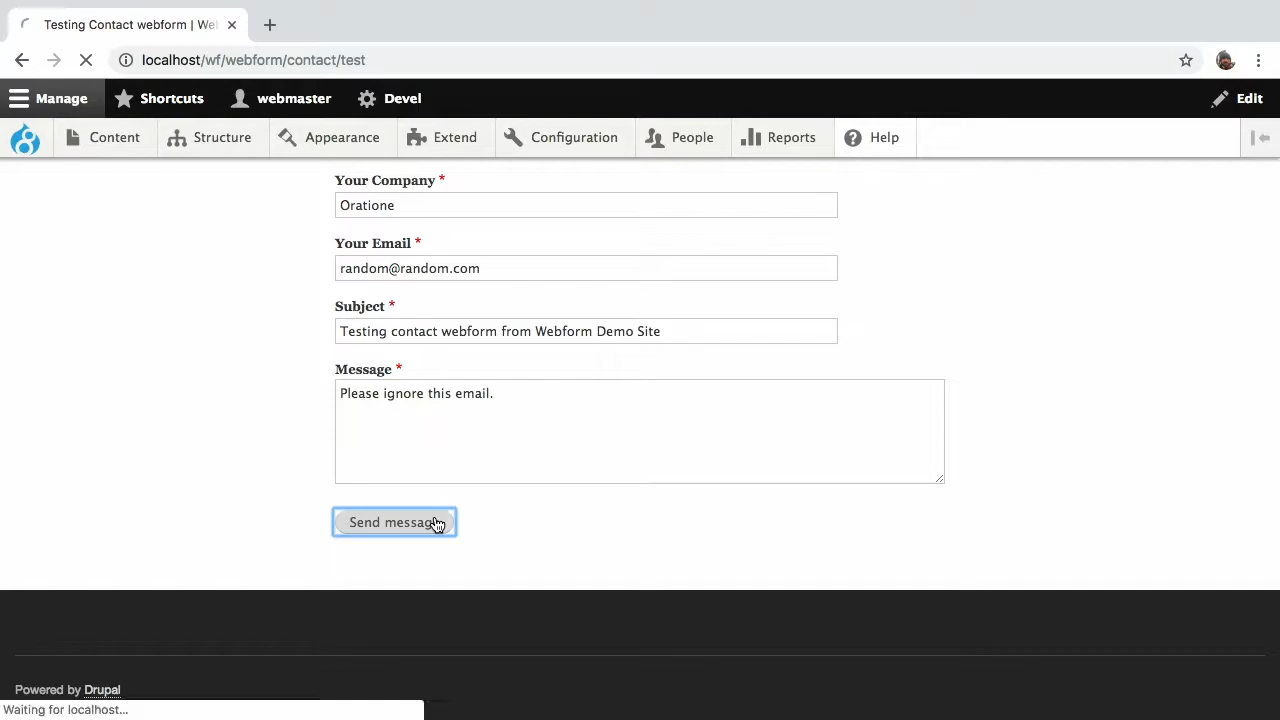 Testing Contact webform | We
localhost/wf/webform/contact/test
Manage Shortcuts webmaster Devel Edit
Content Structure Appearance Extend Configuration People Reports Help
Your Company *
Oratione
Your Email *
random@random.com
Subject *
Testing contact webform from Webform Demo Site
Message *
Please ignore this email.
Send messag
Powered by Drupal
Waiting for localhost...